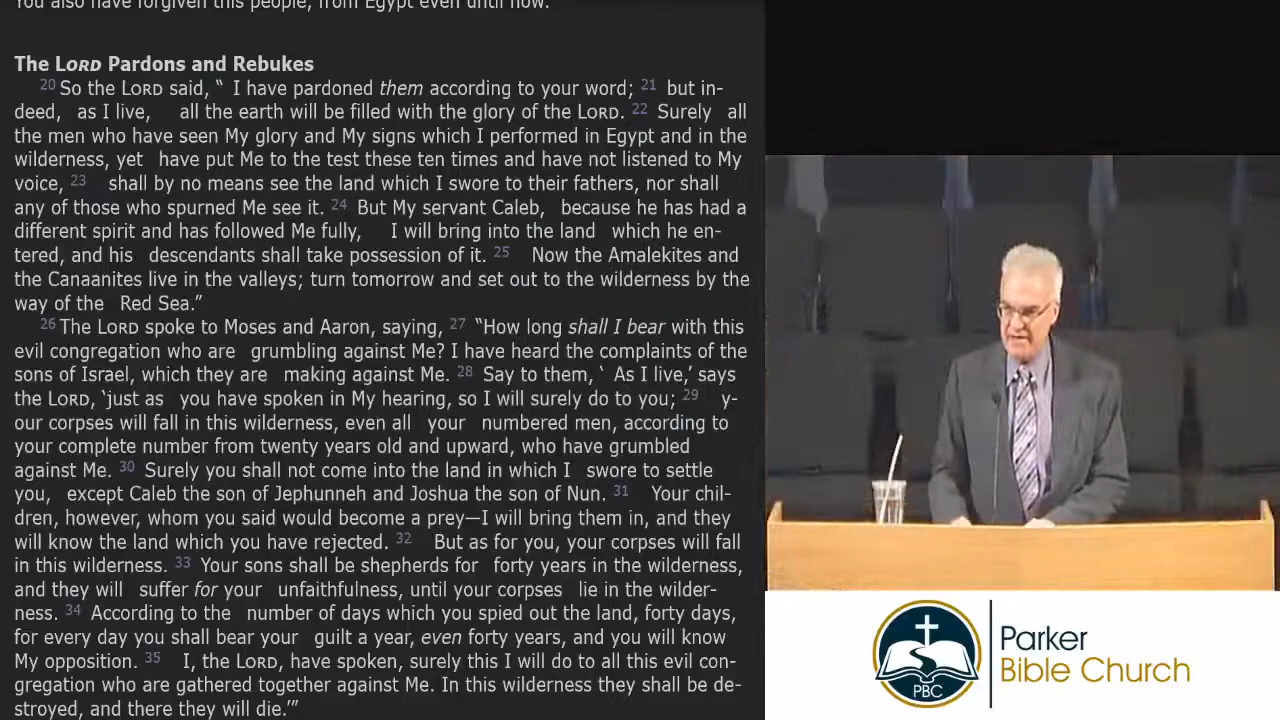 You also have forgiven this people, from Egypt even until now.”
The LORD Pardons and Rebukes
20 So the LORD said, “ I have pardoned them according to your word; 21 but in-
deed, as I live, all the earth will be filled with the glory of the LORD. 22 Surely all
the men who have seen My glory and My signs which I performed in Egypt and in the
wilderness, yet have put Me to the test these ten times and have not listened to My
voice, 23 shall by no means see the land which I swore to their fathers, nor shall
any of those who spurned Me see it. 24 But My servant Caleb, because he has had a
different spirit and has followed Me fully, I will bring into the land which he en-
tered, and his descendants shall take possession of it. 25 Now the Amalekites and
the Canaanites live in the valleys; turn tomorrow and set out to the wilderness by the
way of the Red Sea.”
26 The LORD spoke to Moses and Aaron, saying, 27 “How long shall I bear with this
evil congregation who are grumbling against Me? I have heard the complaints of the
sons of Israel, which they are making against Me. 28 Say to them, ‘ As I live,’ says
the LORD, ‘just as you have spoken in My hearing, so I will surely do to you; 29 y-
our corpses will fall in this wilderness, even all your numbered men, according to
your complete number from twenty years old and upward, who have grumbled
against Me. 30 Surely you shall not come into the land in which I swore to settle
you, except Caleb the son of Jephunneh and Joshua the son of Nun. 31 Your chil-
dren, however, whom you said would become a prey—I will bring them in, and they
will know the land which you have rejected. 32 But as for you, your corpses will fall
in this wilderness. 33 Your sons shall be shepherds for forty years in the wilderness,
and they will suffer for your unfaithfulness, until your corpses lie in the wilder-
ness. 34 According to the number of days which you spied out the land, forty days,
for every day you shall bear your guilt a year, even forty years, and you will know
My opposition. 35 I, the LORD, have spoken, surely this I will do to all this evil con-
gregation who are gathered together against Me. In this wilderness they shall be de-
stroyed, and there they will die.’”
PBC
Parker
Bible Church